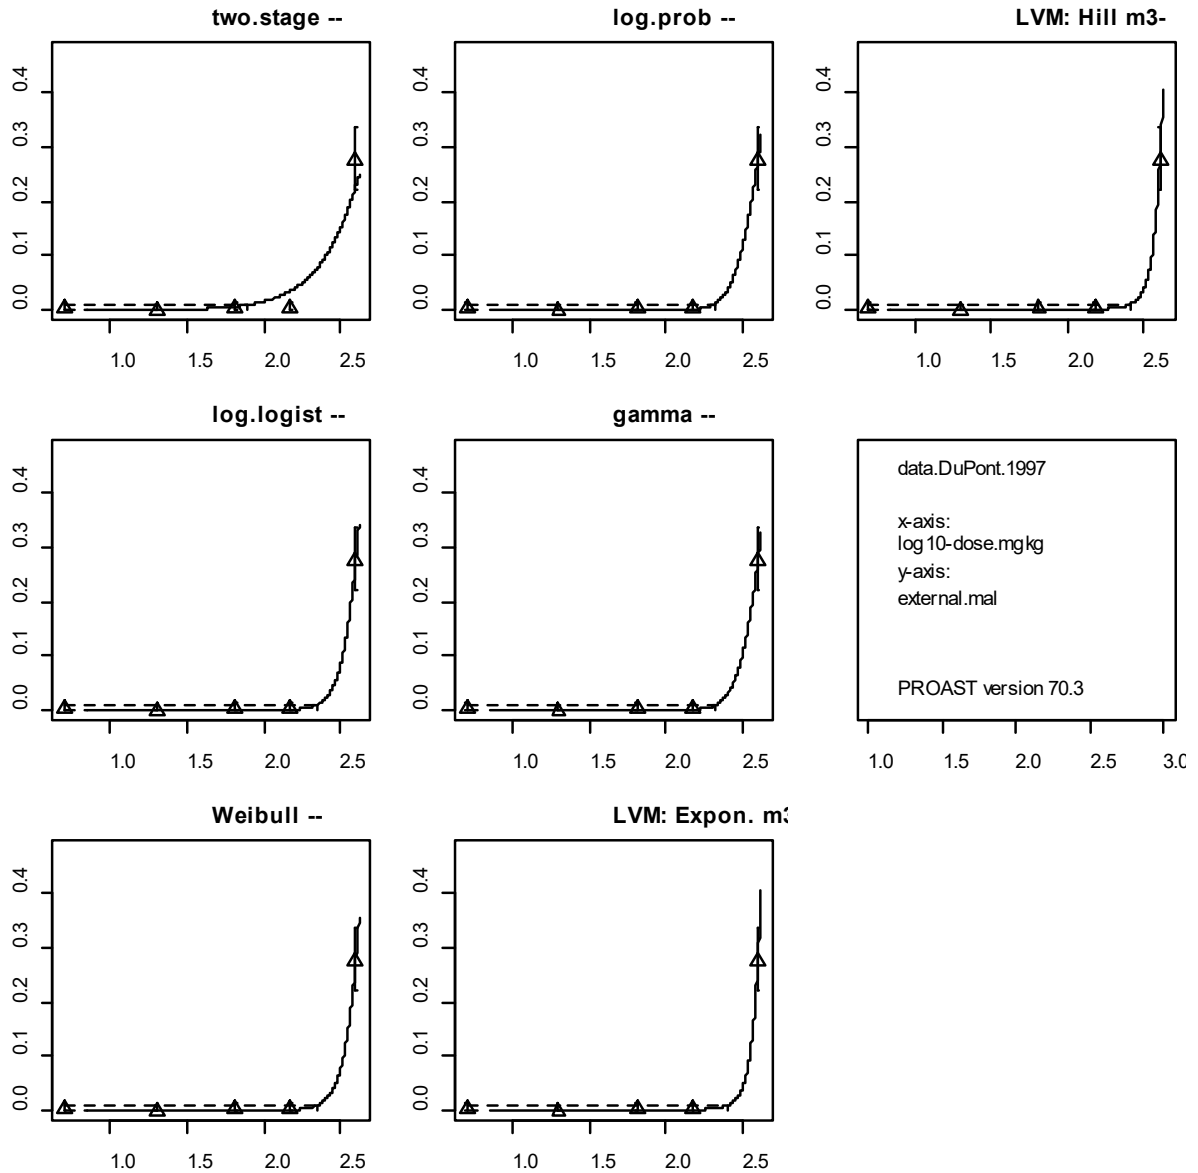 two.stage --
log.prob --
LVM: Hill m3-
0.0 0.1 0.2 0.3 0.4
0.0 0.1 0.2 0.3 0.4
0.0 0.1 0.2 0.3 0.4
1.0 1.5 2.0 2.5
1.0 1.5 2.0 2.5
1.0 1.5 2.0 2.5
log.logist --
gamma --
0.0 0.1 0.2 0.3 0.4
0.0 0.1 0.2 0.3 0.4
data.DuPont.1997
x-axis:
log10-dose.mgkg
y-axis:
external.mal
PROAST version 70.3
1.0 1.5 2.0 2.5
1.0 1.5 2.0 2.5
1.0 1.5 2.0 2.5 3.0
Weibull --
LVM: Expon. m3
0.0 0.1 0.2 0.3 0.4
0.0 0.1 0.2 0.3 0.4
1.0 1.5 2.0 2.5
1.0 1.5 2.0 2.5